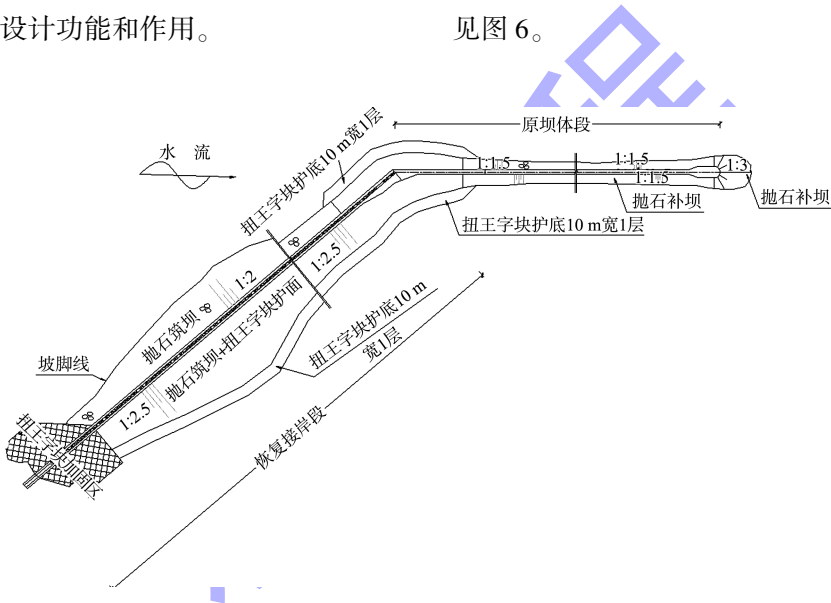 设计功能和作用。
见图 6。
原坝体段
水 流
扭王字块护底10 m宽1层
1:1.5
1:1.5
1:3
1:1.5
抛石补坝
抛石补坝
扭王字块护底10 m宽1层
1:2
1:2.5
抛石筑坝
抛石筑坝+扭王字块护面
扭王字块护底10 m
宽1层
坡脚线
1:2.5
恢复接岸段